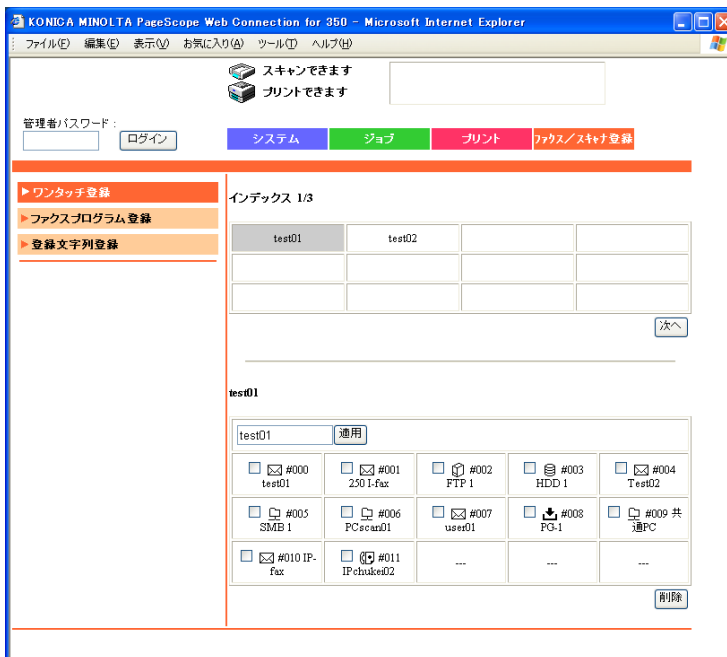 KONICA MINOLTA PageScope Web Connection for 350 - Microsoft Internet Explorer
ファイル(F) 編集(E) 表示(V) お気に入り(A) ツール(T) ヘルプ(H)
スキャンできます
プリントできます
管理者パスワード:
ログイン
システム ジョブ プリント ファクス/スキャナ登録
ワンタッチ登録
ファクスプログラム登録
登録文字列登録
インデックス 1/3
test01 test02
次へ
test01
test01 適用
#000 test01
#001 250 I-fax
#002 FTP 1
#003 HDD 1
#004 Test02
#005 SMB 1
#006 PCscan01
#007 user01
#008 PG-1
#009 共通PC
#010 IP-fax
#011 IPchukei02
---
---
---
削除